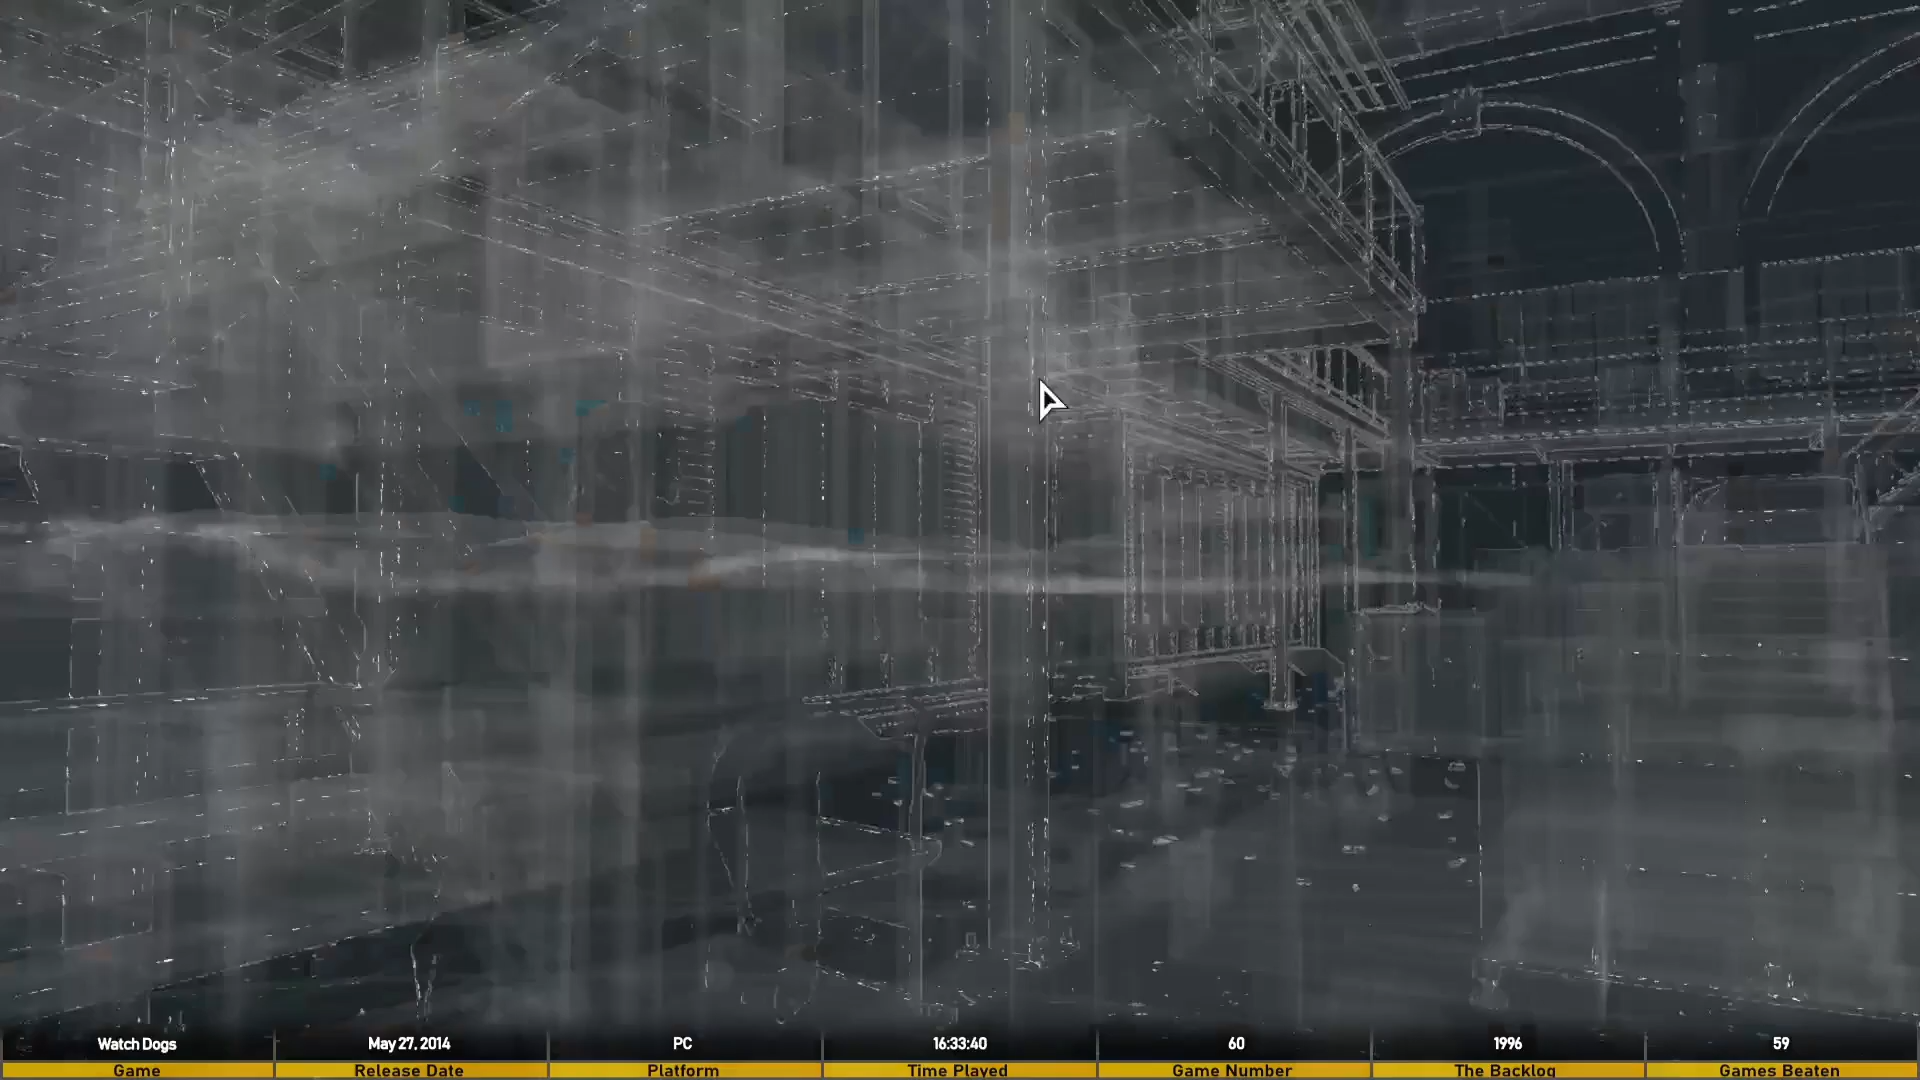 Watch Dogs May 27, 2014 PC 16:33:40 60 1996 59
Game Release Date Platform Time Played Game Number The Backlog Games Beaten